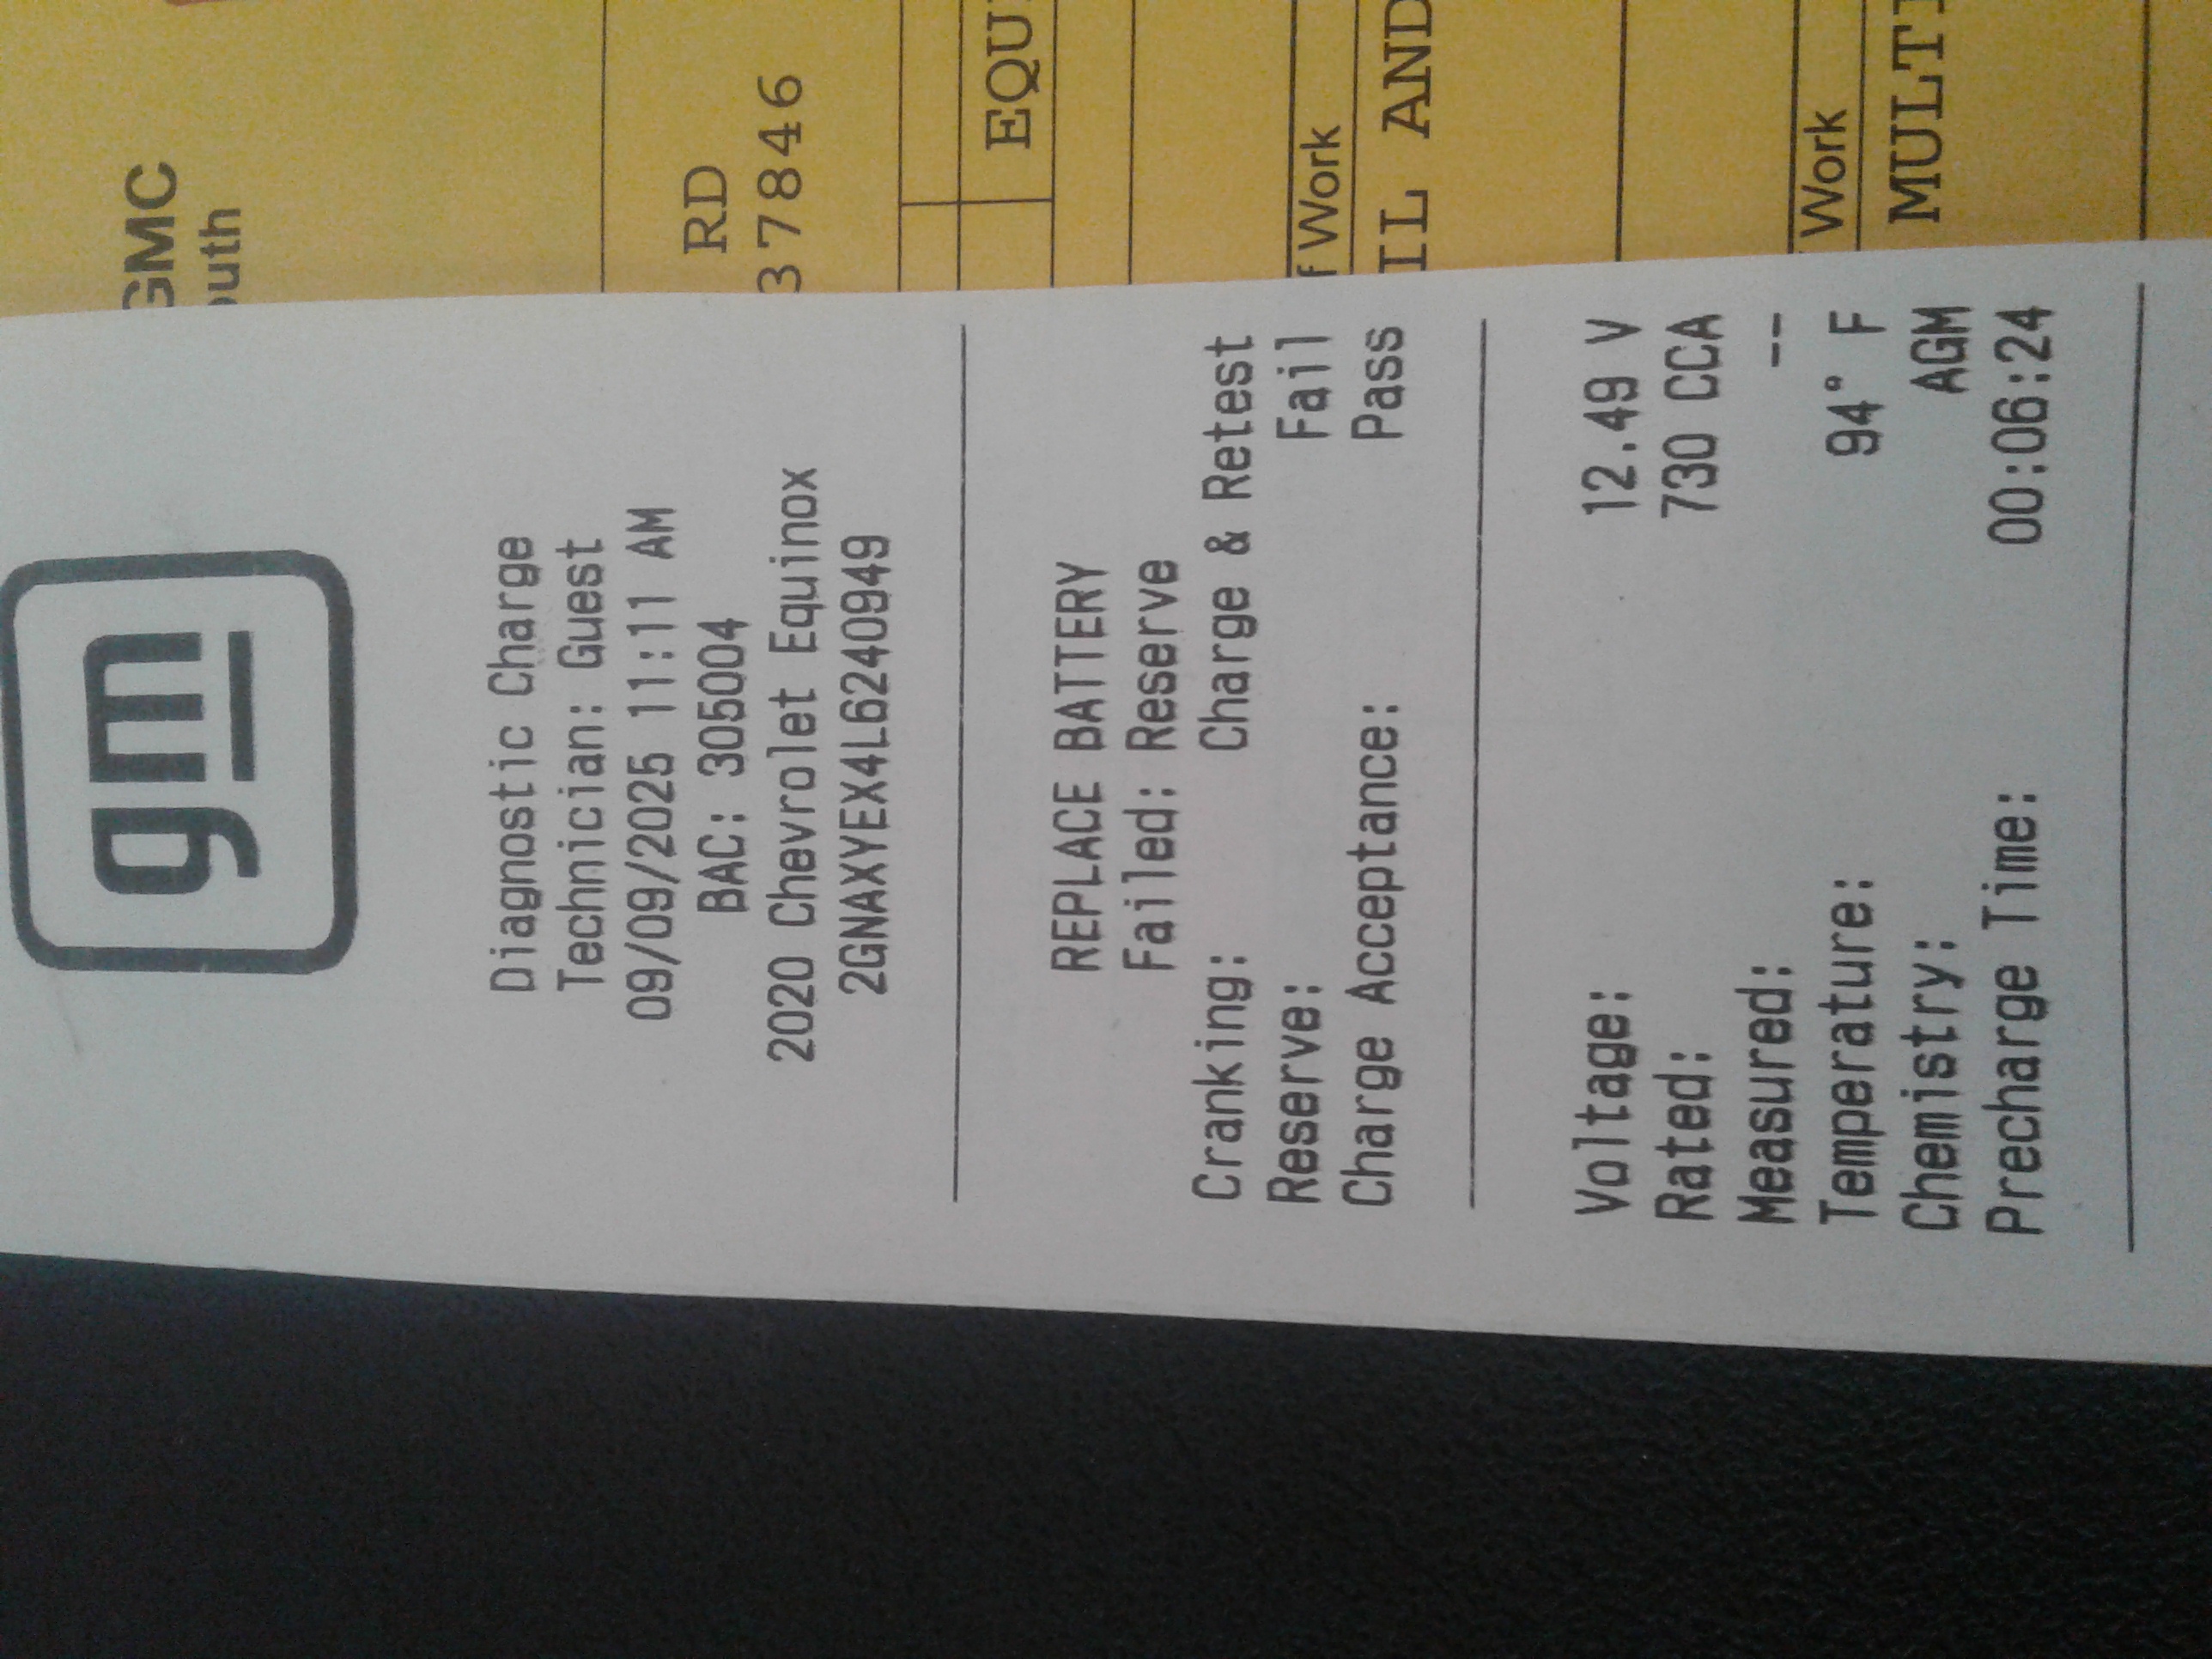 gm
Diagnostic Charge
Technician: Guest
09/09/2025 11:11 AM
BAC: 305004
2020 Chevrolet Equinox
2GNAXYEX4L6240949
REPLACE BATTERY
Failed: Reserve
Cranking: Charge & Retest
Reserve: Fail
Charge Acceptance: Pass
Voltage: 12.49 V
Rated: 730 CCA
Measured: --
Temperature: 94° F
Chemistry: AGM
Precharge Time: 00:06:24
GMC
outh
RD
37846
EQU
f Work
IL AND
Work
MULTI